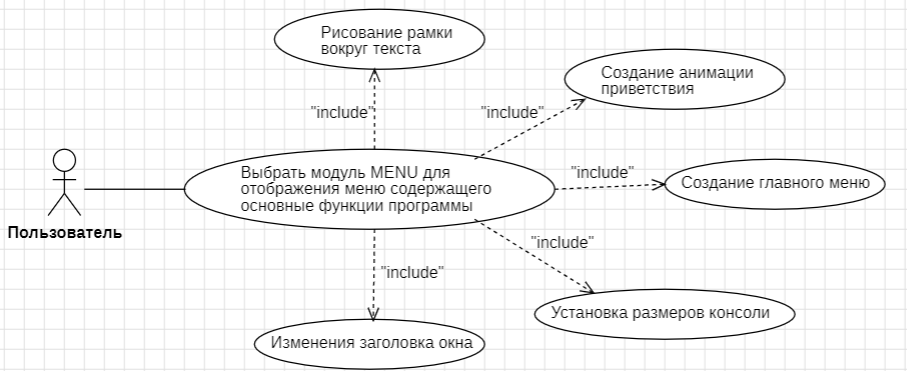 Рисование рамки
вокруг текста
Создание анимации
приветствия
"include"
"include"
Выбрать модуль MENU для
отображения меню содержащего
основные функции программы
"include"
Создание главного меню
Пользователь
"include"
"include"
Установка размеров консоли
Изменения заголовка окна